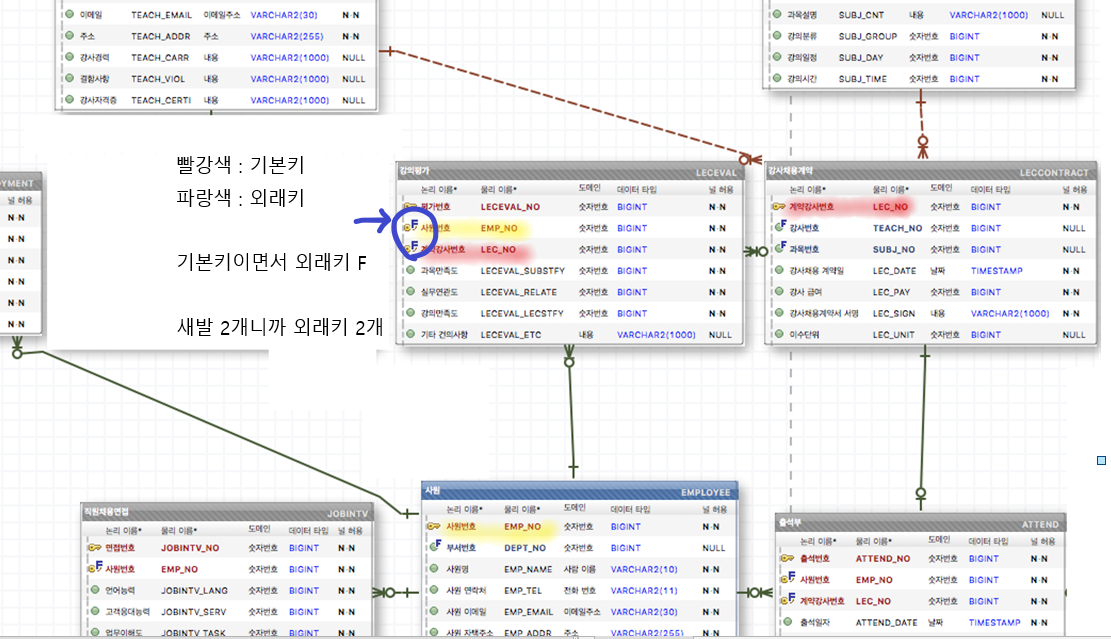 이메일 TEACH_EMAIL 이메일주소 VARCHAR2(30) N·N
주소 TEACH_ADDR 주소 VARCHAR2(255) N·N
강사경력 TEACH_CARR 내용 VARCHAR2(1000) NULL
결함사항 TEACH_VIOL 내용 VARCHAR2(1000) NULL
강사자격증 TEACH_CERTI 내용 VARCHAR2(1000) NULL
과목설명 SUBJ_CNT 내용 VARCHAR2(1000) NULL
강의분류 SUBJ_GROUP 숫자번호 BIGINT N·N
강의일정 SUBJ_DAY 숫자번호 BIGINT N·N
강의시간 SUBJ_TIME 숫자번호 BIGINT N·N
빨강색 : 기본키
파랑색 : 외래키
기본키이면서 외래키 F
새발 2개니까 외래키 2개
YMENT
널 허용
N·N
N·N
N·N
N·N
N·N
N·N
강의평가 LECEVAL
논리 이름* 물리 이름* 도메인 데이터 타입 널 허용
평가번호 LECEVAL_NO 숫자번호 BIGINT N·N
F 사원번호 EMP_NO 숫자번호 BIGINT N·N
F 계약강사번호 LEC_NO 숫자번호 BIGINT N·N
과목만족도 LECEVAL_SUBSTFY 숫자번호 BIGINT N·N
실무연관도 LECEVAL_RELATE 숫자번호 BIGINT N·N
강의만족도 LECEVAL_LECSTFY 숫자번호 BIGINT N·N
기타 건의사항 LECEVAL_ETC 내용 VARCHAR2(1000) NULL
강사채용계약 LECCONTRACT
논리 이름* 물리 이름* 도메인 데이터 타입 널 허용
계약강사번호 LEC_NO 숫자번호 BIGINT N·N
F 강사번호 TEACH_NO 숫자번호 BIGINT NULL
F 과목번호 SUBJ_NO 숫자번호 BIGINT NULL
강사채용 계약일 LEC_DATE 날짜 TIMESTAMP N·N
강사 급여 LEC_PAY 숫자번호 BIGINT N·N
강사채용계약서 서명 LEC_SIGN 내용 VARCHAR2(1000) N·N
이수단위 LEC_UNIT 숫자번호 BIGINT NULL
직원채용면접 JOBINTV
논리 이름* 물리 이름* 도메인 데이터 타입 널 허용
면접번호 JOBINTV_NO 숫자번호 BIGINT N·N
F 사원번호 EMP_NO 숫자번호 BIGINT N·N
언어능력 JOBINTV_LANG 숫자번호 BIGINT N·N
고객응대능력 JOBINTV_SERV 숫자번호 BIGINT N·N
업무이해도 JOBINTV_TASK 숫자번호 BIGINT N·N
사원 EMPLOYEE
논리 이름* 물리 이름* 도메인 데이터 타입 널 허용
사원번호 EMP_NO 숫자번호 BIGINT N·N
F 부서번호 DEPT_NO 숫자번호 BIGINT NULL
사원명 EMP_NAME 사람 이름 VARCHAR2(10) N·N
사원 연락처 EMP_TEL 전화 번호 VARCHAR2(11) N·N
사원 이메일 EMP_EMAIL 이메일주소 VARCHAR2(30) N·N
사원 자택주소 EMP_ADDR 주소 VARCHAR2(255) N·N
출석부 ATTEND
논리 이름* 물리 이름* 도메인 데이터 타입 널 허용
출석번호 ATTEND_NO 숫자번호 BIGINT N·N
F 사원번호 EMP_NO 숫자번호 BIGINT N·N
F 계약강사번호 LEC_NO 숫자번호 BIGINT N·N
출석일자 ATTEND_DATE 날짜 TIMESTAMP N·N